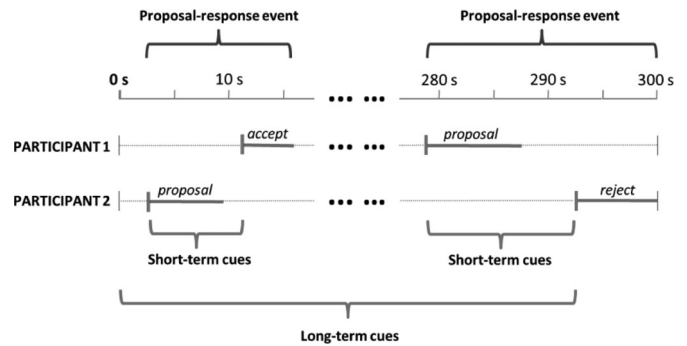 Proposal-response event Proposal-response event
0 s 10 s 280 s 290 s 300 s
accept proposal
PARTICIPANT 1
proposal reject
PARTICIPANT 2
Short-term cues Short-term cues
Long-term cues